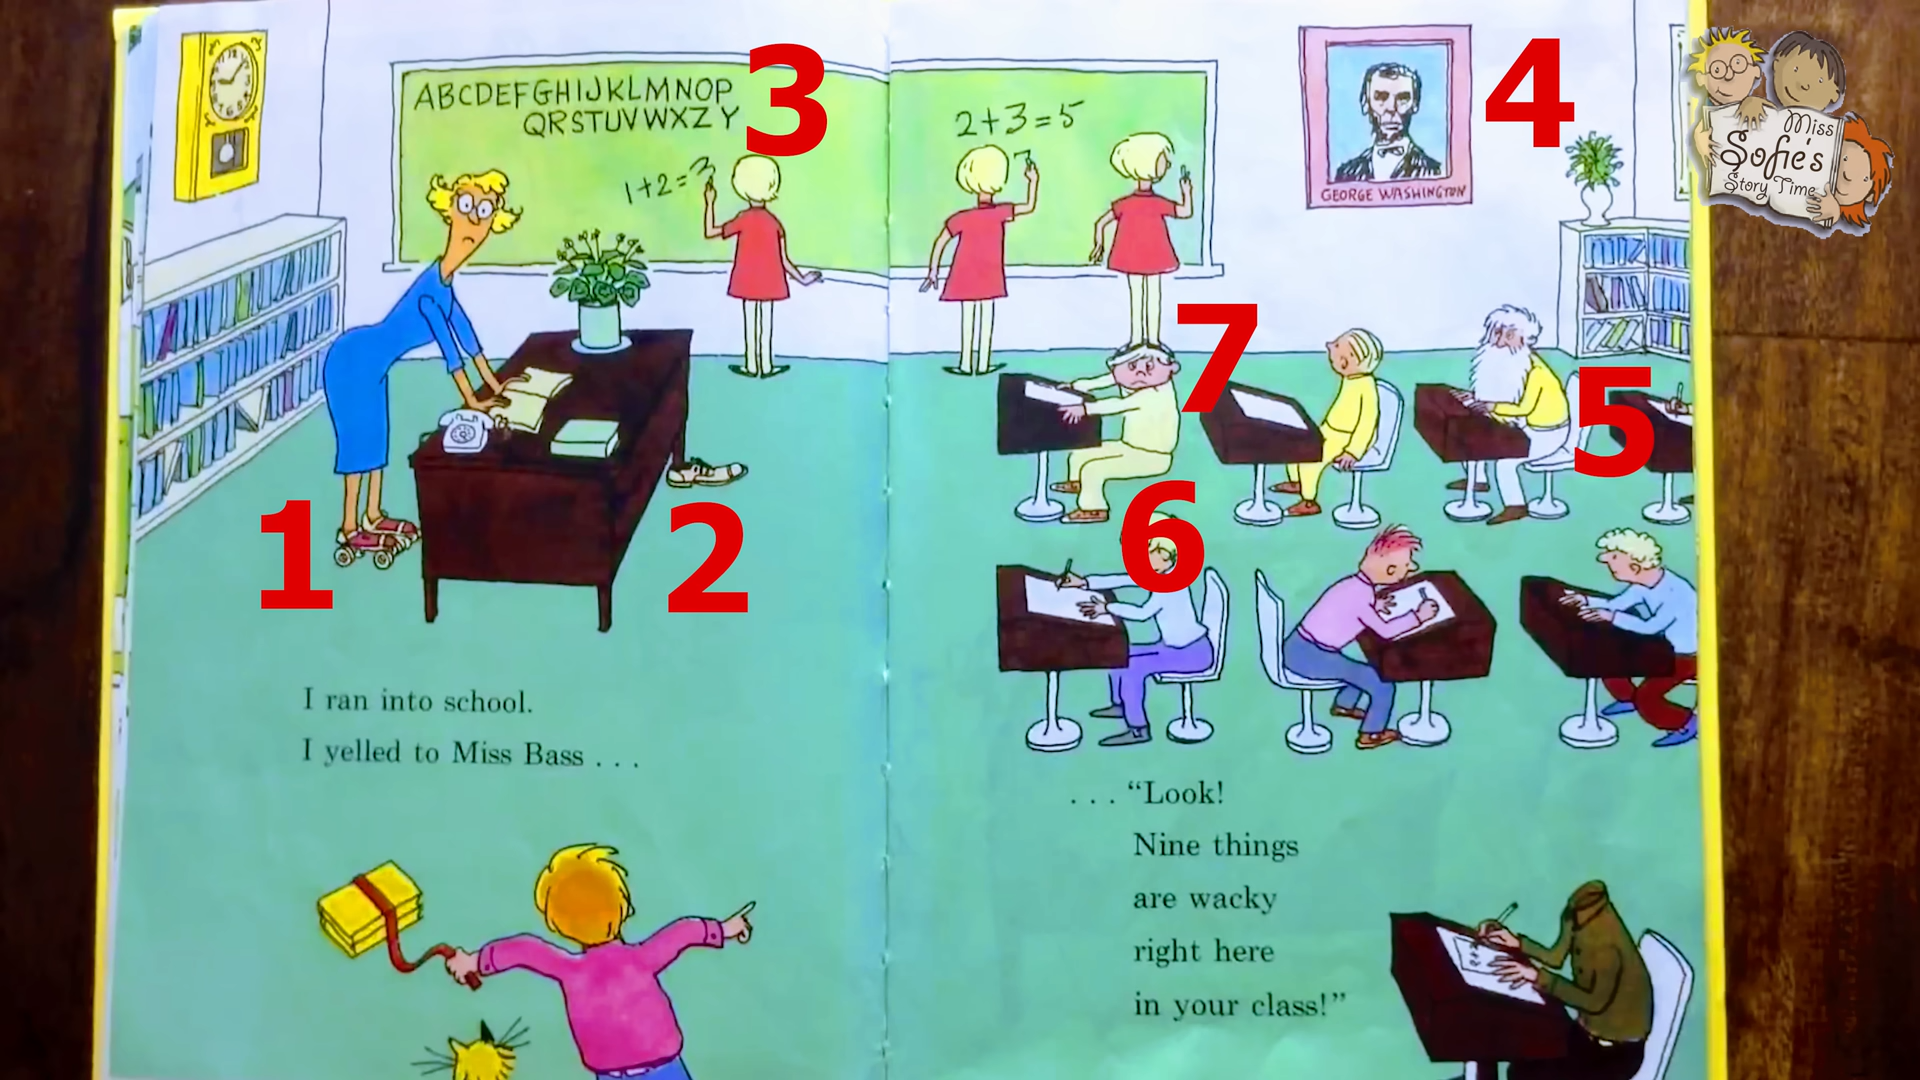 ABCDEFGHIJKLMNOP
QRSTUVWXZY
1+2=3
2+3=5
7
GEORGE WASHINGTON
Miss
Sofie's
Story Time
3
4
7
5
1
2
6
I ran into school.
I yelled to Miss Bass . . .
. . . “Look!
Nine things
are wacky
right here
in your class!”